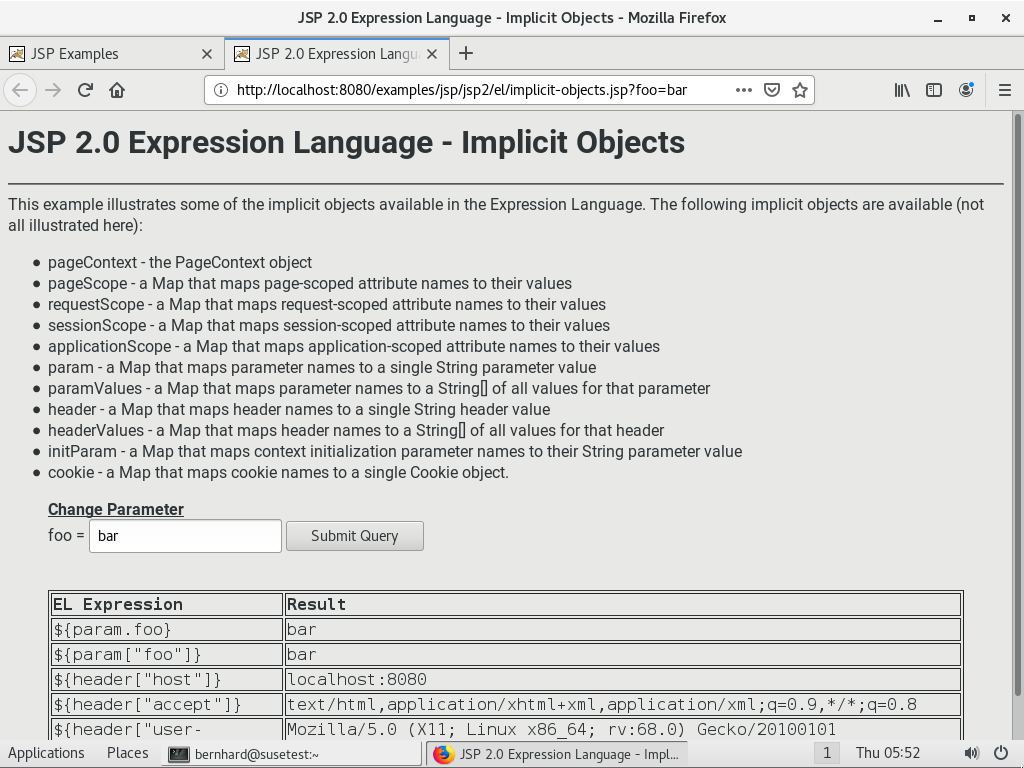 JSP 2.0 Expression Language - Implicit Objects - Mozilla Firefox
JSP Examples
JSP 2.0 Expression Langu
http://localhost:8080/examples/jsp/jsp2/el/implicit-objects.jsp?foo=bar
JSP 2.0 Expression Language - Implicit Objects
This example illustrates some of the implicit objects available in the Expression Language. The following implicit objects are available (not
all illustrated here):
pageContext - the PageContext object
pageScope - a Map that maps page-scoped attribute names to their values
requestScope - a Map that maps request-scoped attribute names to their values
sessionScope - a Map that maps session-scoped attribute names to their values
applicationScope - a Map that maps application-scoped attribute names to their values
param - a Map that maps parameter names to a single String parameter value
paramValues - a Map that maps parameter names to a String[] of all values for that parameter
header - a Map that maps header names to a single String header value
headerValues - a Map that maps header names to a String[] of all values for that header
initParam - a Map that maps context initialization parameter names to their String parameter value
cookie - a Map that maps cookie names to a single Cookie object.
Change Parameter
foo = bar Submit Query
EL Expression Result
${param.foo} bar
${param["foo"]} bar
${header["host"]} localhost:8080
${header["accept"]} text/html,application/xhtml+xml,application/xml;q=0.9,*/*;q=0.8
${header["user- Mozilla/5.0 (X11; Linux x86_64; rv:68.0) Gecko/20100101
Applications Places bernhard@susetest:~ JSP 2.0 Expression Language - Impl... 1 Thu 05:52